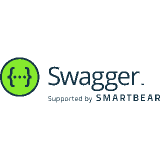 {···} Swagger.
Supported by SMARTBEAR